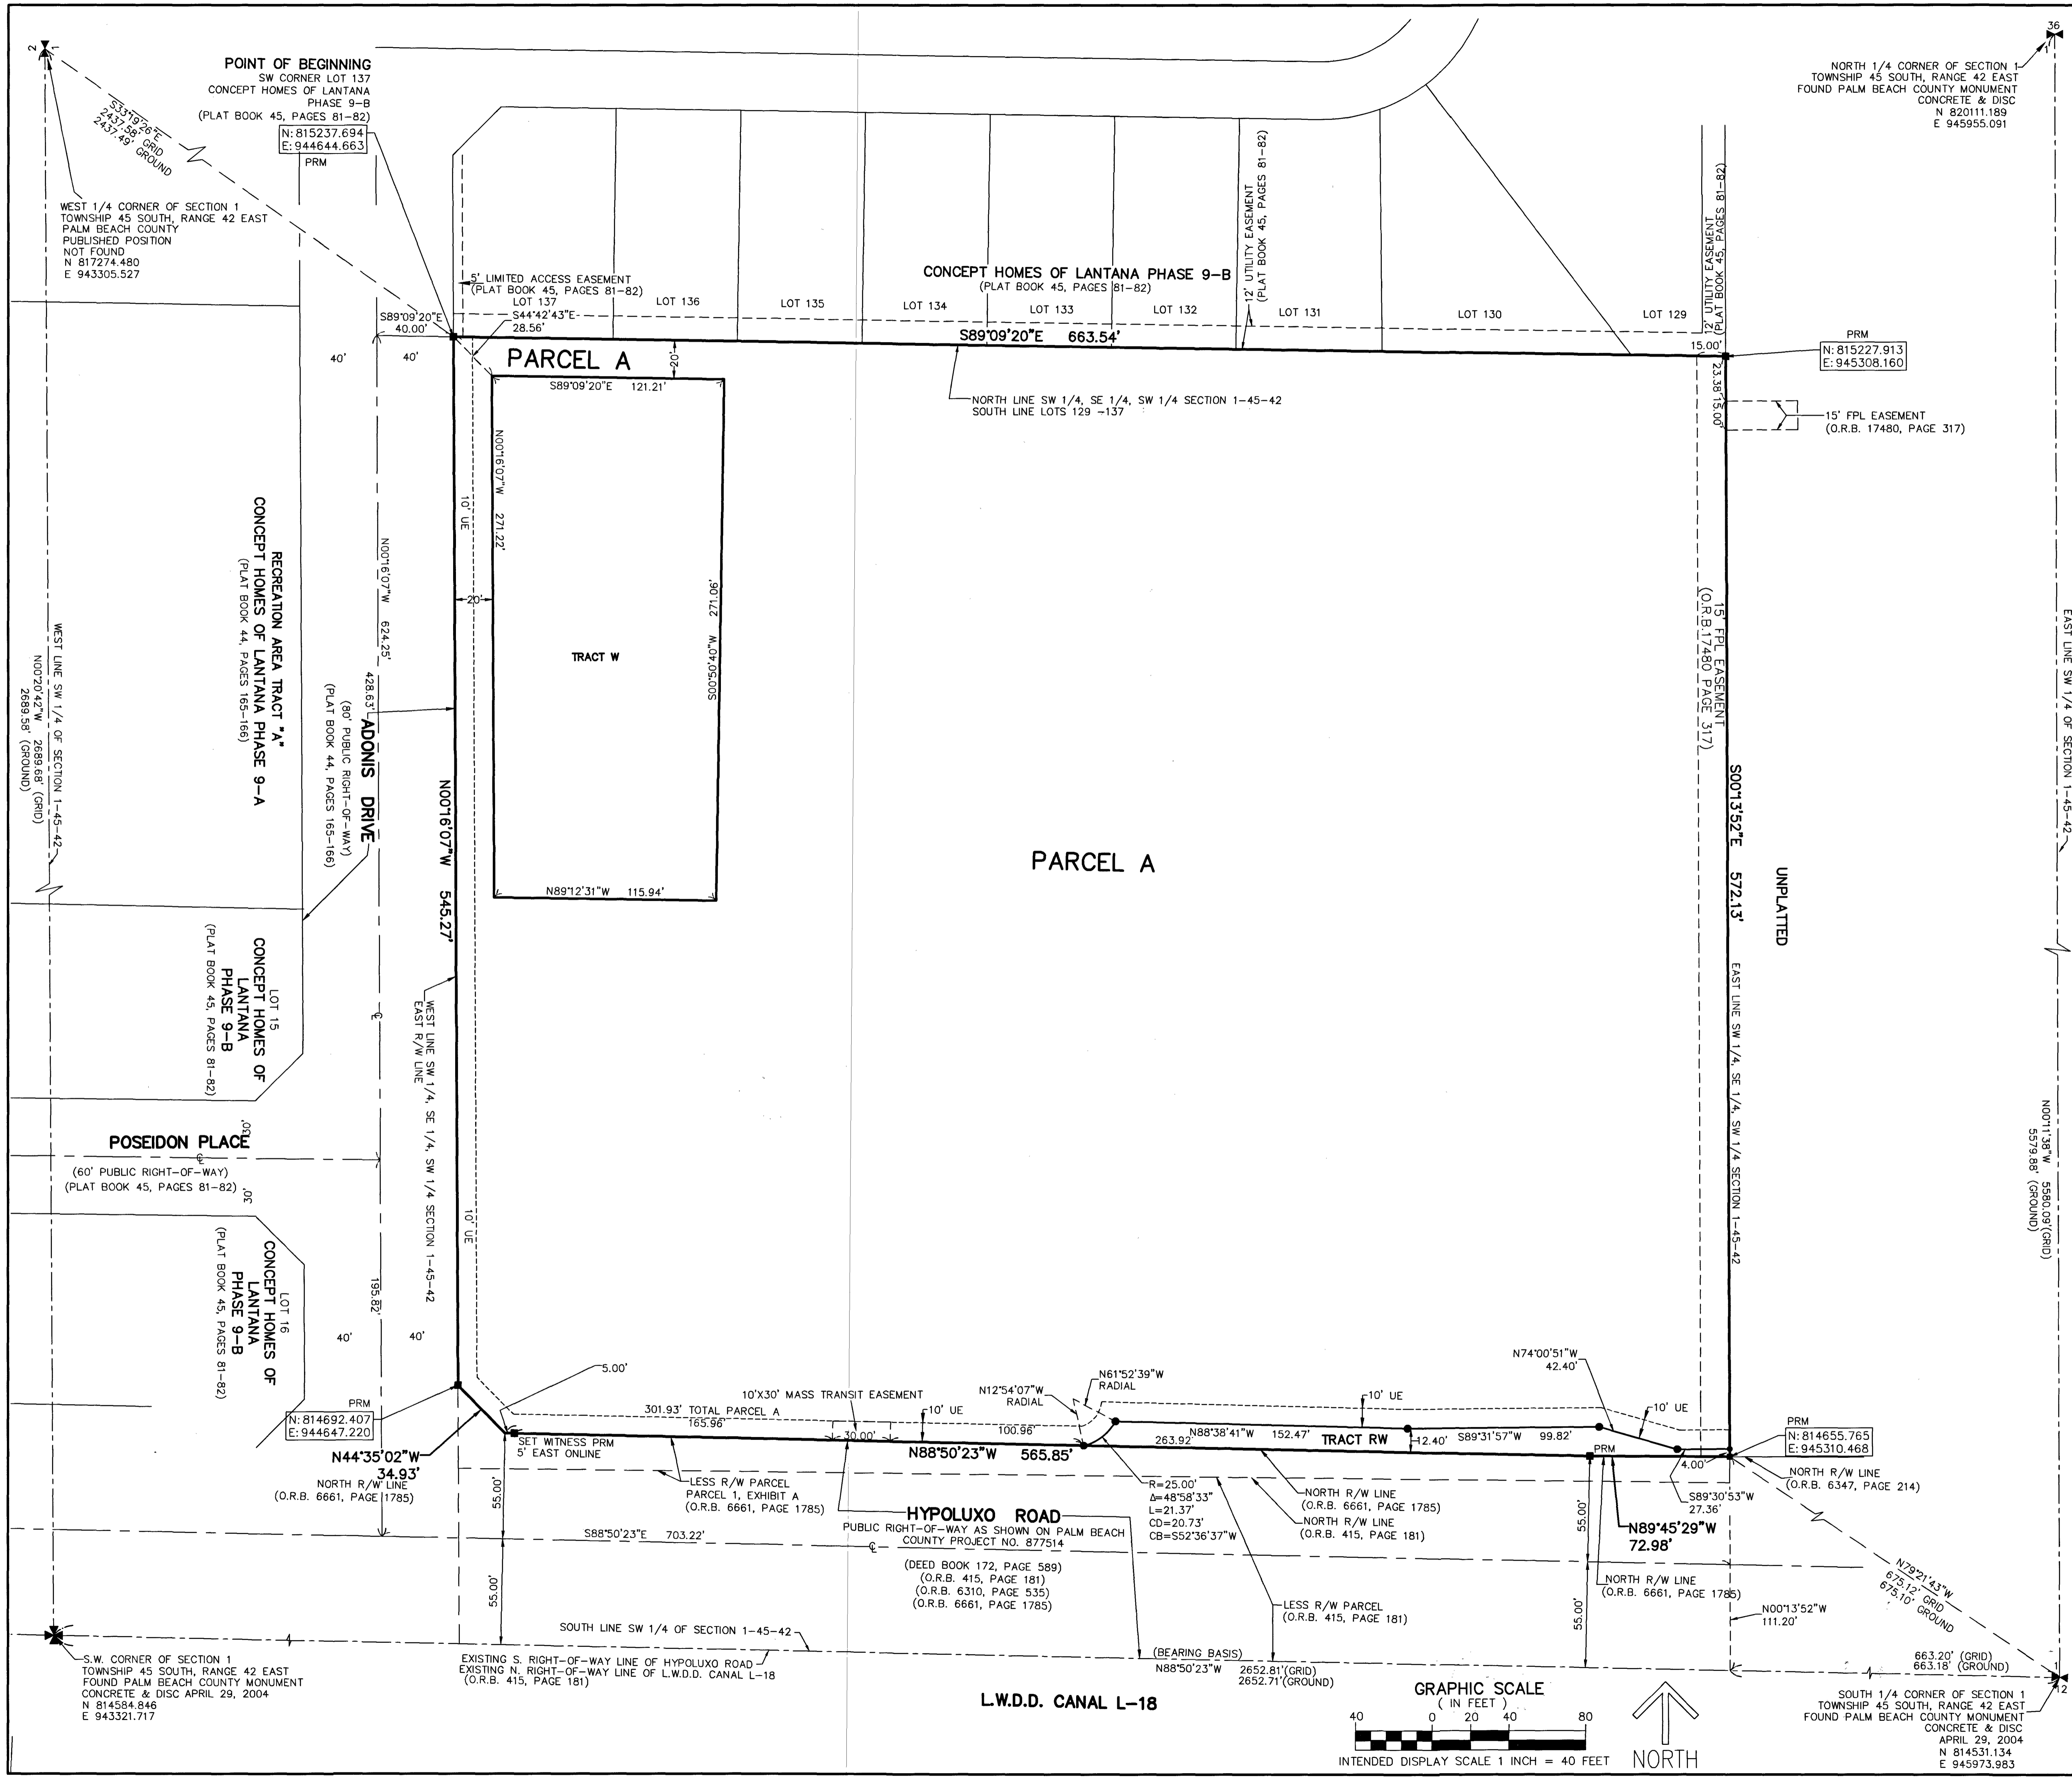 2
1
POINT OF BEGINNING
SW CORNER LOT 137
CONCEPT HOMES OF LANTANA
PHASE 9-B
(PLAT BOOK 45, PAGES 81-82)
N: 815237.694
E: 944644.663
PRM
S33°19'26"E
2437.58' GRID
2437.49' GROUND
WEST 1/4 CORNER OF SECTION 1
TOWNSHIP 45 SOUTH, RANGE 42 EAST
PALM BEACH COUNTY
PUBLISHED POSITION
NOT FOUND
N 817274.480
E 943305.527
36
1
NORTH 1/4 CORNER OF SECTION 1
TOWNSHIP 45 SOUTH, RANGE 42 EAST
FOUND PALM BEACH COUNTY MONUMENT
CONCRETE & DISC
N 820111.189
E 945955.091
5' LIMITED ACCESS EASEMENT
(PLAT BOOK 45, PAGES 81-82)
LOT 137
S44°42'43"E
28.56'
LOT 136
LOT 135
LOT 134
LOT 133
LOT 132
LOT 131
LOT 130
LOT 129
CONCEPT HOMES OF LANTANA PHASE 9-B
(PLAT BOOK 45, PAGES 81-82)
12' UTILITY EASEMENT
(PLAT BOOK 45, PAGES 81-82)
12' UTILITY EASEMENT
(PLAT BOOK 45, PAGES 81-82)
S89°09'20"E
40.00'
40'
40'
S89°09'20"E 663.54'
15.00'
PRM
N: 815227.913
E: 945308.160
PARCEL A
20'
S89°09'20"E 121.21'
NORTH LINE SW 1/4, SE 1/4, SW 1/4 SECTION 1-45-42
SOUTH LINE LOTS 129 -137
23.38'
15.00'
15' FPL EASEMENT
(O.R.B. 17480, PAGE 317)
N00°16'07"W 271.22'
10' UE
20'
TRACT W
S00°50'40"W 271.06'
N89°12'31"W 115.94'
15' FPL EASEMENT
(O.R.B.17480 PAGE 317)
PARCEL A
S00°13'52"E 572.13'
UNPLATTED
EAST LINE SW 1/4, SE 1/4, SW 1/4 SECTION 1-45-42
EAST LINE SW 1/4 OF SECTION 1-45-42
N00°11'38"W 5580.09'(GRID)
5579.88' (GROUND)
WEST LINE SW 1/4 OF SECTION 1-45-42
N00°20'42"W 2689.68' (GRID)
2689.58' (GROUND)
RECREATION AREA TRACT "A"
CONCEPT HOMES OF LANTANA PHASE 9-A
(PLAT BOOK 44, PAGES 165-166)
N00°16'07"W 624.25'
428.63'
ADONIS DRIVE
(80' PUBLIC RIGHT-OF-WAY)
(PLAT BOOK 44, PAGES 165-166)
N00°16'07"W 545.27'
WEST LINE SW 1/4, SE 1/4, SW 1/4 SECTION 1-45-42
EAST R/W LINE
LOT 15
CONCEPT HOMES OF
LANTANA
PHASE 9-B
(PLAT BOOK 45, PAGES 81-82)
30'
POSEIDON PLACE
(60' PUBLIC RIGHT-OF-WAY)
(PLAT BOOK 45, PAGES 81-82)
30'
LOT 16
CONCEPT HOMES OF
LANTANA
PHASE 9-B
(PLAT BOOK 45, PAGES 81-82)
10' UE
195.82'
40'
40'
PRM
N: 814692.407
E: 944647.220
N44°35'02"W
34.93'
NORTH R/W LINE
(O.R.B. 6661, PAGE 1785)
5.00'
10'X30' MASS TRANSIT EASEMENT
301.93' TOTAL PARCEL A
165.96'
30.00'
10' UE
100.96'
SET WITNESS PRM
5' EAST ONLINE
N88°50'23"W 565.85'
N12°54'07"W
RADIAL
N61°52'39"W
RADIAL
263.92'
N88°38'41"W 152.47'
10' UE
TRACT RW
12.40'
S89°31'57"W 99.82'
N74°00'51"W
42.40'
10' UE
PRM
4.00'
PRM
N: 814655.765
E: 945310.468
NORTH R/W LINE
(O.R.B. 6347, PAGE 214)
S89°30'53"W
27.36'
N89°45'29"W
72.98'
LESS R/W PARCEL
PARCEL 1, EXHIBIT A
(O.R.B. 6661, PAGE 1785)
R=25.00'
Δ=48°58'33"
L=21.37'
CD=20.73'
CB=S52°36'37"W
NORTH R/W LINE
(O.R.B. 6661, PAGE 1785)
NORTH R/W LINE
(O.R.B. 415, PAGE 181)
55.00'
55.00'
S88°50'23"E 703.22'
HYPOLUXO ROAD
PUBLIC RIGHT-OF-WAY AS SHOWN ON PALM BEACH
COUNTY PROJECT NO. 877514
(DEED BOOK 172, PAGE 589)
(O.R.B. 415, PAGE 181)
(O.R.B. 6310, PAGE 535)
(O.R.B. 6661, PAGE 1785)
55.00'
55.00'
NORTH R/W LINE
(O.R.B. 6661, PAGE 1785)
LESS R/W PARCEL
(O.R.B. 415, PAGE 181)
N00°13'52"W
111.20'
N79°21'43"W
675.12' GRID
675.10' GROUND
SOUTH LINE SW 1/4 OF SECTION 1-45-42
(BEARING BASIS)
N88°50'23"W 2652.81'(GRID)
2652.71'(GROUND)
663.20' (GRID)
663.18' (GROUND)
S.W. CORNER OF SECTION 1
TOWNSHIP 45 SOUTH, RANGE 42 EAST
FOUND PALM BEACH COUNTY MONUMENT
CONCRETE & DISC APRIL 29, 2004
N 814584.846
E 943321.717
EXISTING S. RIGHT-OF-WAY LINE OF HYPOLUXO ROAD
EXISTING N. RIGHT-OF-WAY LINE OF L.W.D.D. CANAL L-18
(O.R.B. 415, PAGE 181)
L.W.D.D. CANAL L-18
GRAPHIC SCALE
( IN FEET )
40 0 20 40 80
INTENDED DISPLAY SCALE 1 INCH = 40 FEET
NORTH
1
12
SOUTH 1/4 CORNER OF SECTION 1
TOWNSHIP 45 SOUTH, RANGE 42 EAST
FOUND PALM BEACH COUNTY MONUMENT
CONCRETE & DISC
APRIL 29, 2004
N 814531.134
E 945973.983